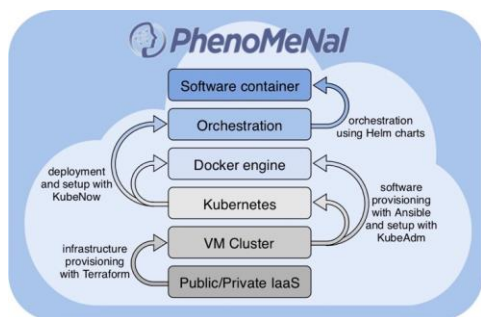 PhenoMeNal
Software container
Orchestration
orchestration
using Helm charts
Docker engine
deployment
and setup with
KubeNow
Kubernetes
software
provisioning
with Ansible
and setup with
KubeAdm
VM Cluster
infrastructure
provisioning
with Terraform
Public/Private IaaS